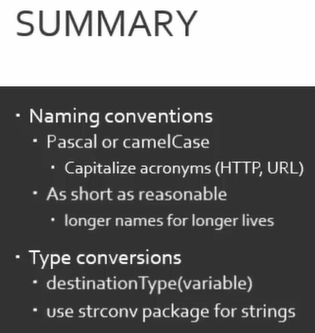 SUMMARY
• Naming conventions
• Pascal or camelCase
• Capitalize acronyms (HTTP, URL)
• As short as reasonable
• longer names for longer lives
• Type conversions
• destinationType(variable)
• use strconv package for strings